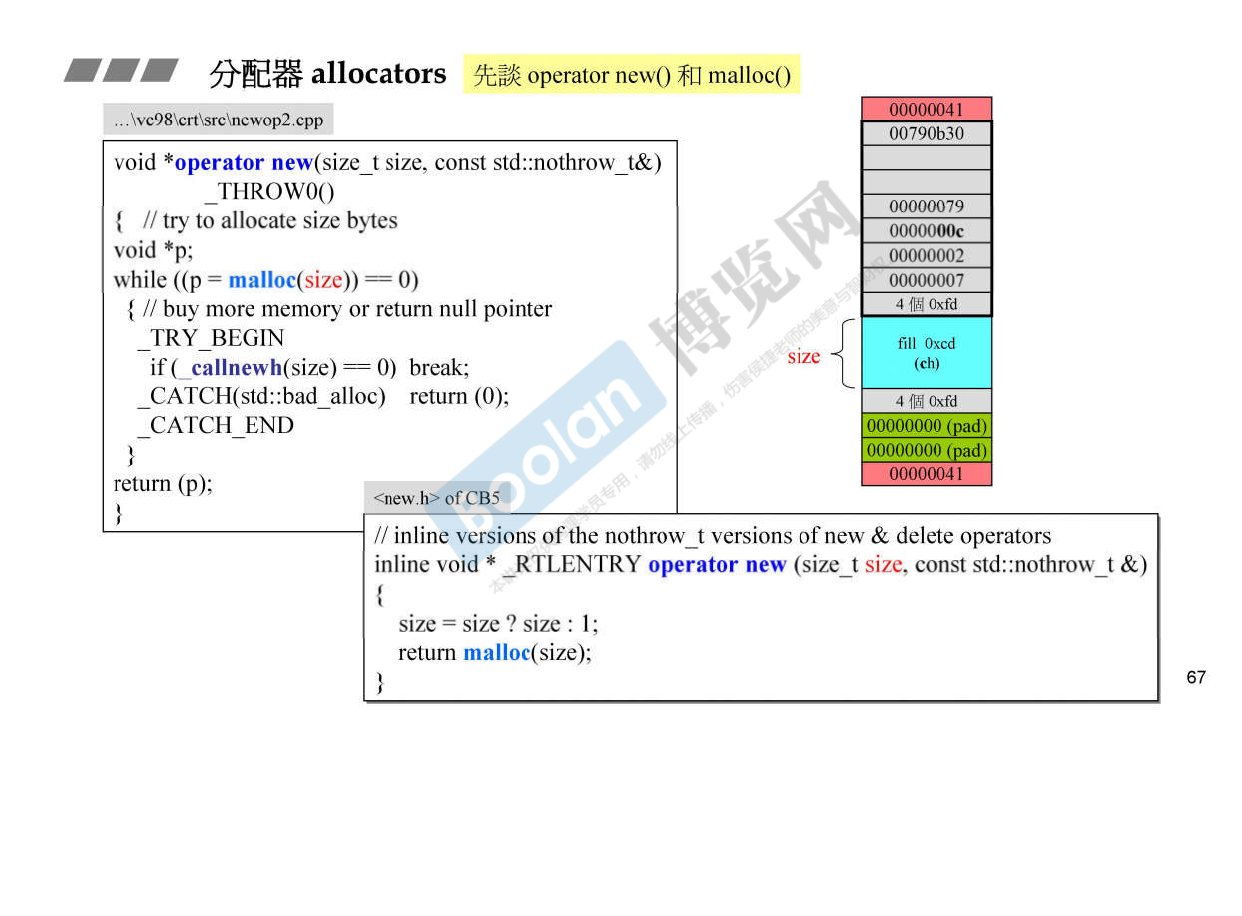 分配器 allocators
先談 operator new() 和 malloc()
...\vc98\crt\src\newop2.cpp
void *operator new(size_t size, const std::nothrow_t&)
_THROW0()
{ // try to allocate size bytes
void *p;
while ((p = malloc(size)) == 0)
{ // buy more memory or return null pointer
_TRY_BEGIN
if (_callnewh(size) == 0) break;
_CATCH(std::bad_alloc) return (0);
_CATCH_END
}
return (p);
}
<new.h> of CB5
// inline versions of the nothrow_t versions of new & delete operators
inline void * _RTLENTRY operator new (size_t size, const std::nothrow_t &)
{
size = size ? size : 1;
return malloc(size);
}
00000041
00790b30
00000079
0000000c
00000002
00000007
4 個 0xfd
size
fill 0xcd
(ch)
4 個 0xfd
00000000 (pad)
00000000 (pad)
00000041
boolan 博览网
67